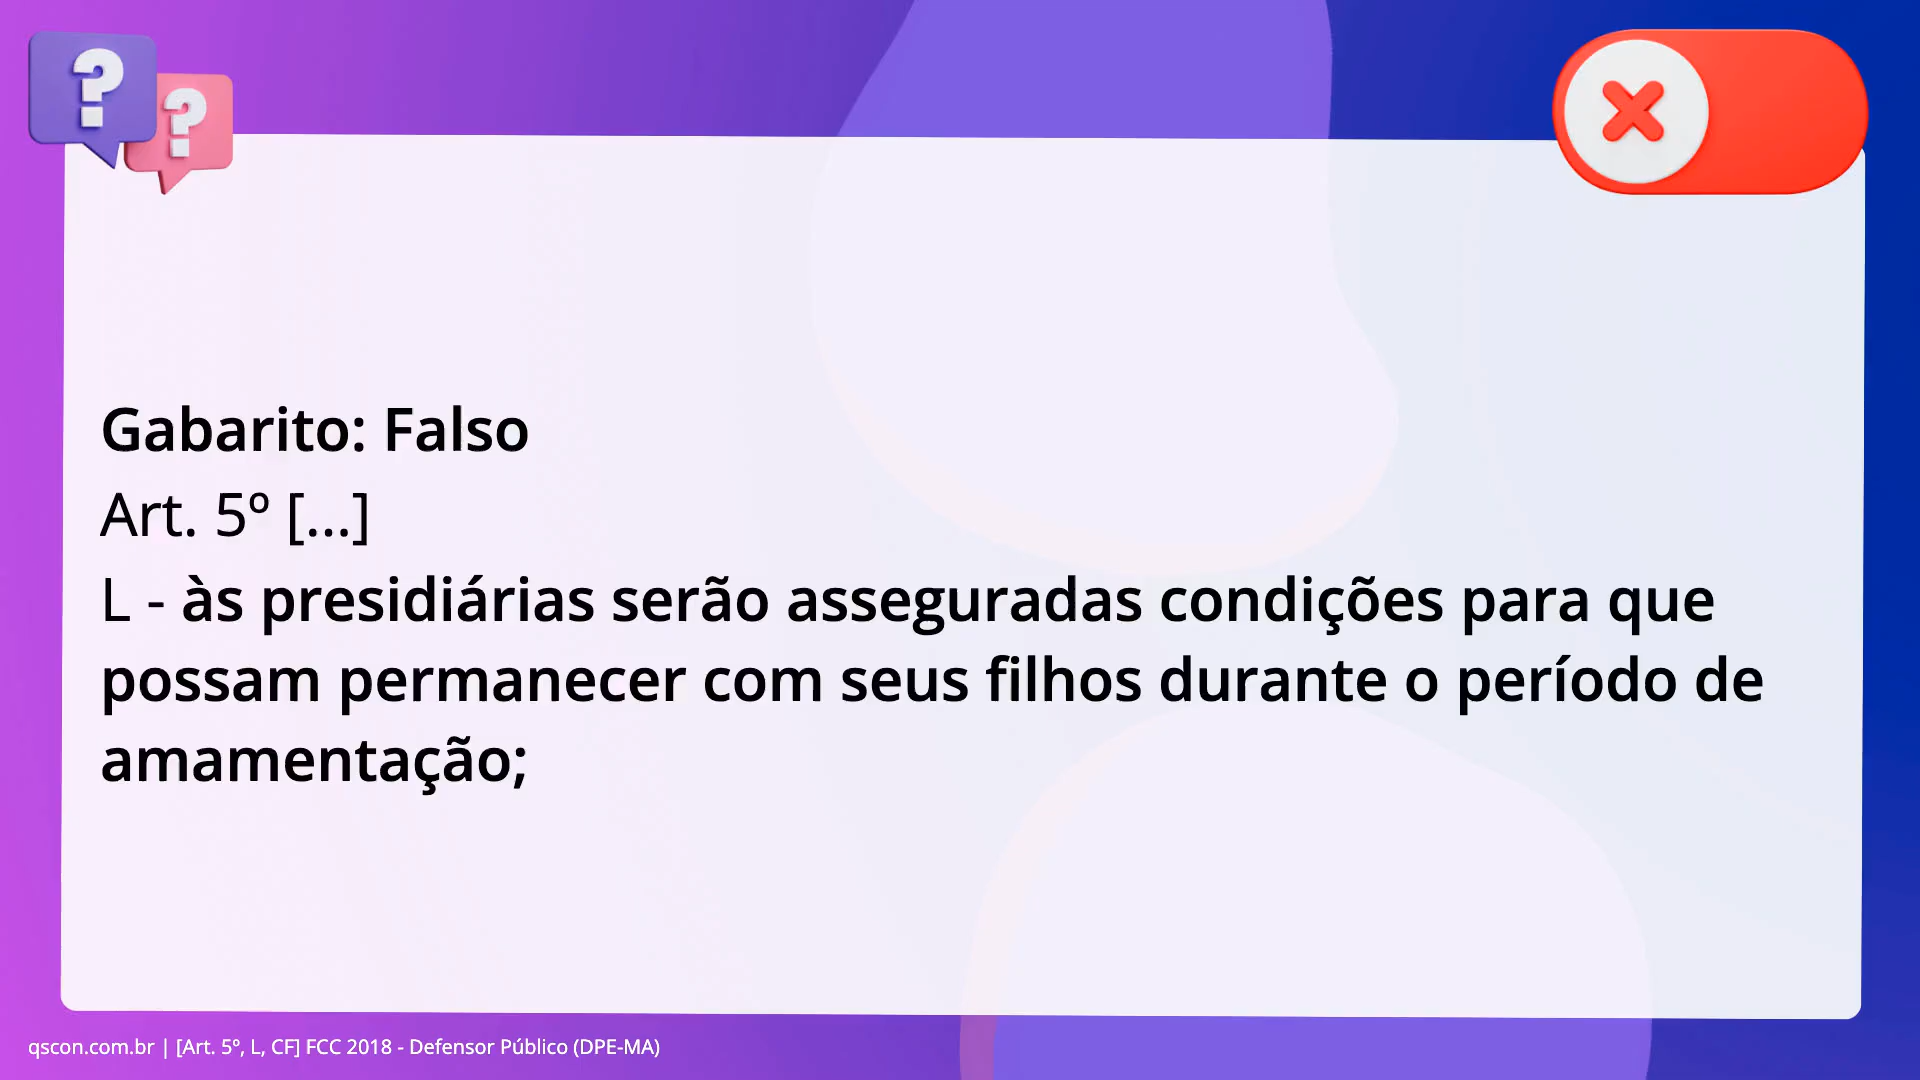 Gabarito: Falso
Art. 5º [...]
L - às presidiárias serão asseguradas condições para que
possam permanecer com seus filhos durante o período de
amamentação;
qscon.com.br | [Art. 5º, L, CF] FCC 2018 - Defensor Público (DPE-MA)